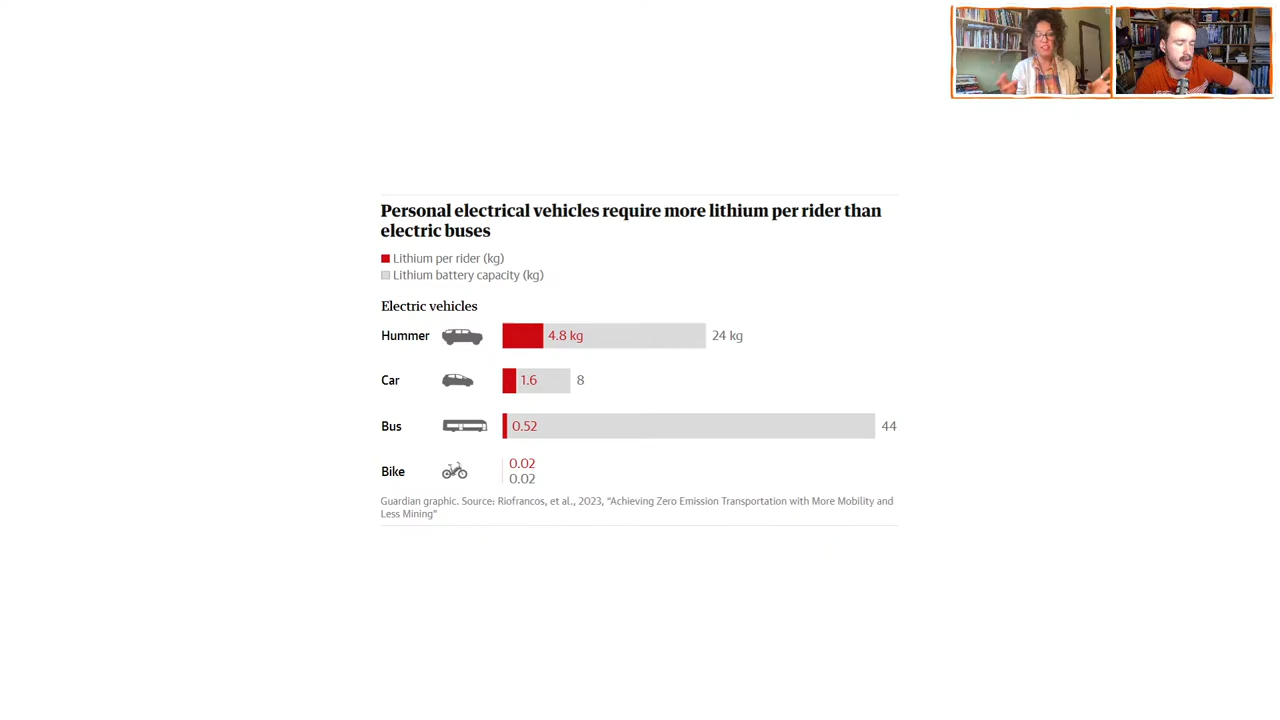 Personal electrical vehicles require more lithium per rider than
electric buses
Lithium per rider (kg)
Lithium battery capacity (kg)
Electric vehicles
Hummer 4.8 kg 24 kg
Car 1.6 8
Bus 0.52 44
Bike 0.02
0.02
Guardian graphic. Source: Riofrancos, et al., 2023, “Achieving Zero Emission Transportation with More Mobility and
Less Mining”